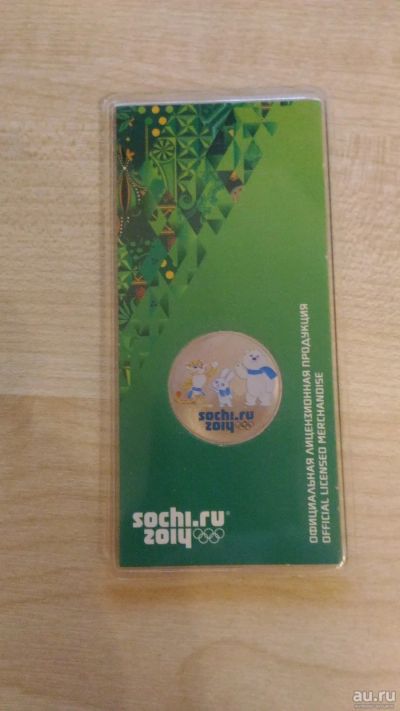 sochi.ru
2014
sochi.ru
2014
ОФИЦИАЛЬНАЯ ЛИЦЕНЗИОННАЯ ПРОДУКЦИЯ
OFFICIAL LICENSED MERCHANDISE
au.ru